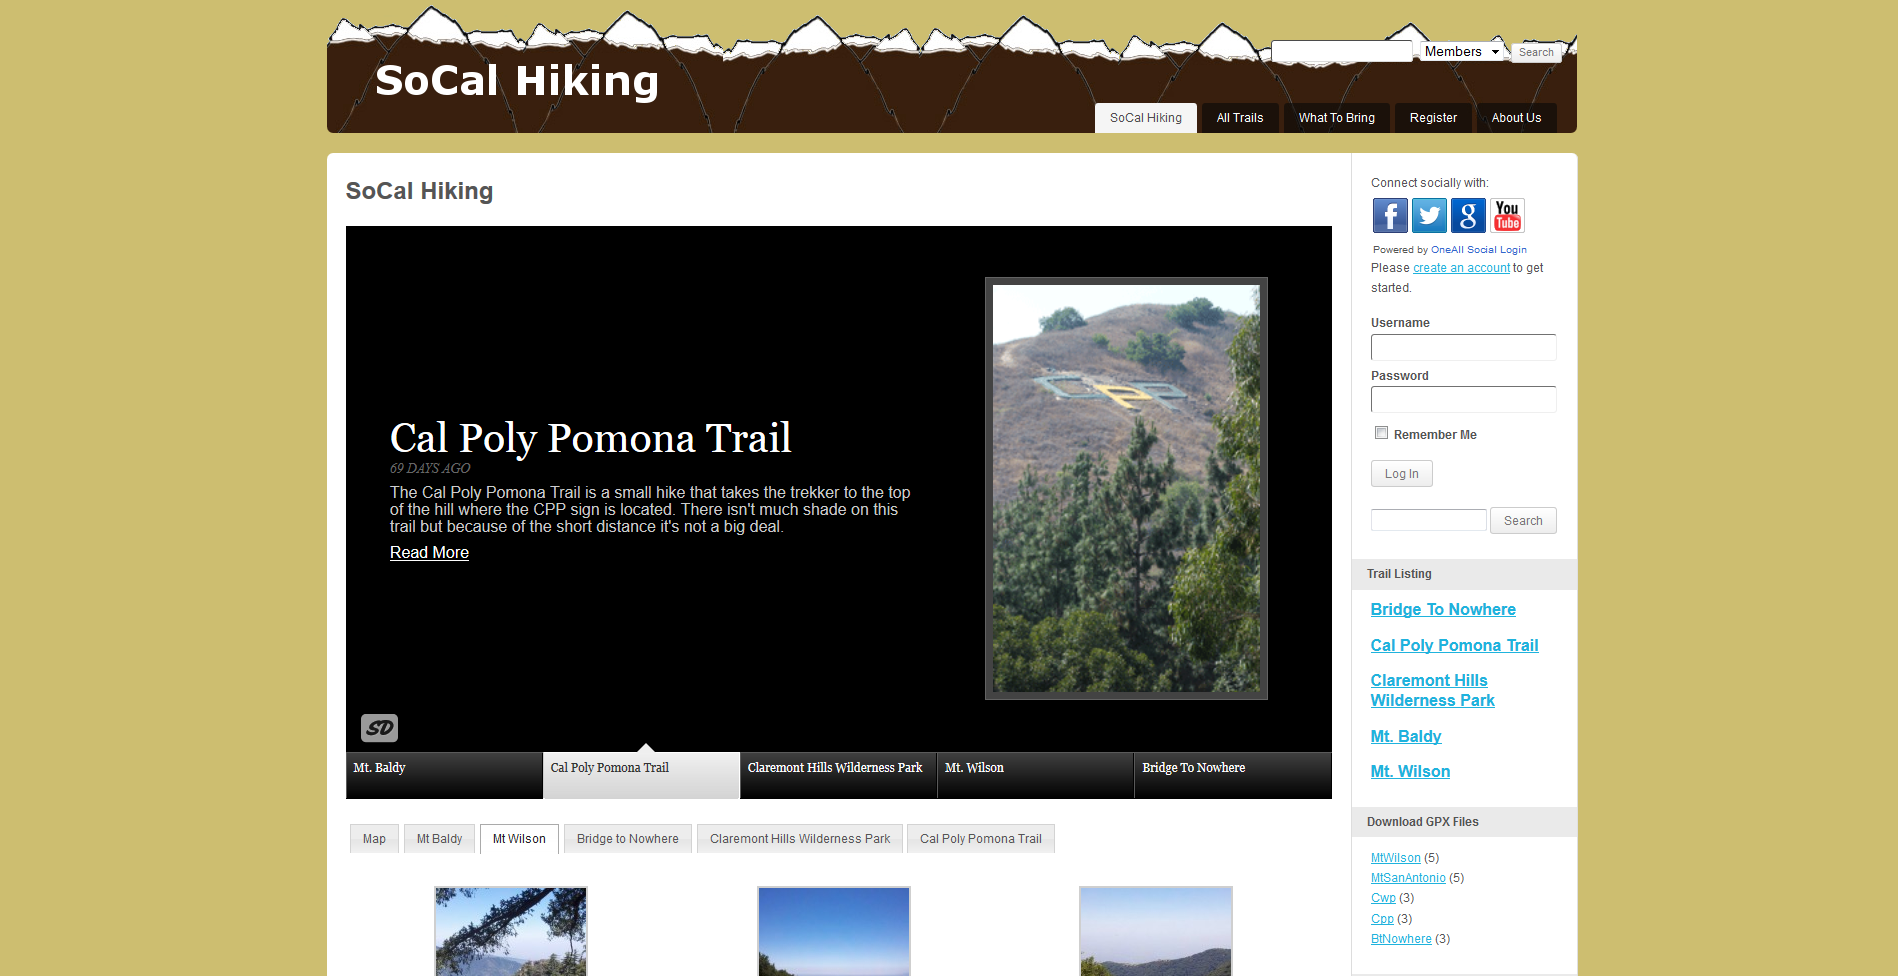 SoCal Hiking
Members
Search
SoCal Hiking
All Trails
What To Bring
Register
About Us
SoCal Hiking
Cal Poly Pomona Trail
69 DAYS AGO
The Cal Poly Pomona Trail is a small hike that takes the trekker to the top
of the hill where the CPP sign is located. There isn't much shade on this
trail but because of the short distance it's not a big deal.
Read More
CPP
SD
Mt. Baldy
Cal Poly Pomona Trail
Claremont Hills Wilderness Park
Mt. Wilson
Bridge To Nowhere
Map
Mt Baldy
Mt Wilson
Bridge to Nowhere
Claremont Hills Wilderness Park
Cal Poly Pomona Trail
Connect socially with:
f
g
You
Tube
Powered by OneAll Social Login
Please create an account to get
started.
Username
Password
Remember Me
Log In
Search
Trail Listing
Bridge To Nowhere
Cal Poly Pomona Trail
Claremont Hills
Wilderness Park
Mt. Baldy
Mt. Wilson
Download GPX Files
MtWilson (5)
MtSanAntonio (5)
Cwp (3)
Cpp (3)
BtNowhere (3)